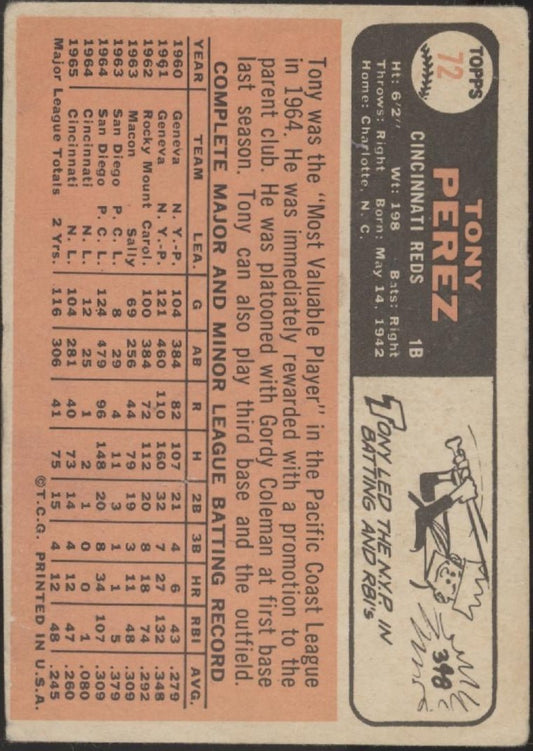 TOPPS
72
TONY
PEREZ
CINCINNATI REDS 1B
Ht: 6'2" Wt: 198 Bats: Right
Throws: Right Born: May 14, 1942
Home: Charlotte, N. C.
TONY LED THE N.Y.P. IN
BATTING AND RBI's
Tony was the "Most Valuable Player" in the Pacific Coast League
in 1964. He was immediately rewarded with a promotion to the
parent club. He was platooned with Gordy Coleman at first base
last season. Tony can also play third base and the outfield.
COMPLETE MAJOR AND MINOR LEAGUE BATTING RECORD
YEAR TEAM LEA. G AB R H 2B 3B HR RBI AVG.
1960 Geneva N. Y.-P. 104 384 82 107 21 4 6 43 .279
1961 Geneva N. Y.-P. 121 460 110 160 32 7 27 132 .348
1962 Rocky Mount Carol. 100 384 72 112 20 8 18 74 .292
1963 Macon Sally 69 256 44 79 19 3 11 48 .309
1963 San Diego P. C. L. 8 29 4 11 3 1 1 5 .379
1964 San Diego P. C. L. 124 479 96 148 20 8 34 107 .309
1964 Cincinnati N. L. 12 25 1 2 1 0 0 1 .080
1965 Cincinnati N. L. 104 281 40 73 14 4 12 47 .260
Major League Totals 2 Yrs. 116 306 41 75 15 4 12 48 .245
©T.C.G. PRINTED IN U.S.A.